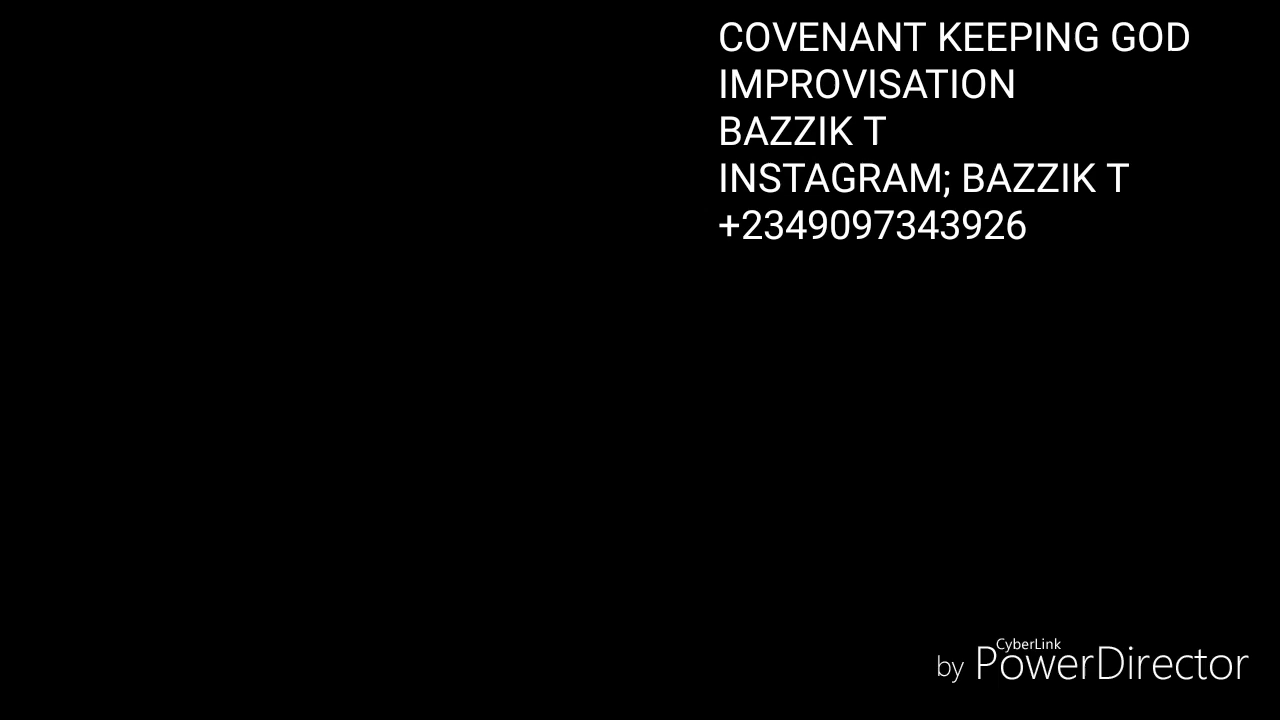 COVENANT KEEPING GOD
IMPROVISATION
BAZZIK T
INSTAGRAM; BAZZIK T
+2349097343926
CyberLink
by PowerDirector